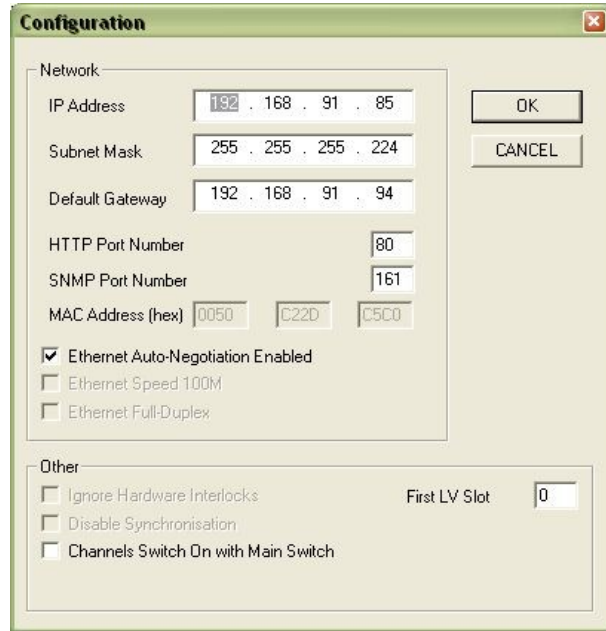 Configuration
Network
IP Address 192 . 168 . 91 . 85
OK
Subnet Mask 255 . 255 . 255 . 224
CANCEL
Default Gateway 192 . 168 . 91 . 94
HTTP Port Number 80
SNMP Port Number 161
MAC Address (hex) 0050 C22D C5C0
Ethernet Auto-Negotiation Enabled
Ethernet Speed 100M
Ethernet Full-Duplex
Other
Ignore Hardware Interlocks First LV Slot 0
Disable Synchronisation
Channels Switch On with Main Switch